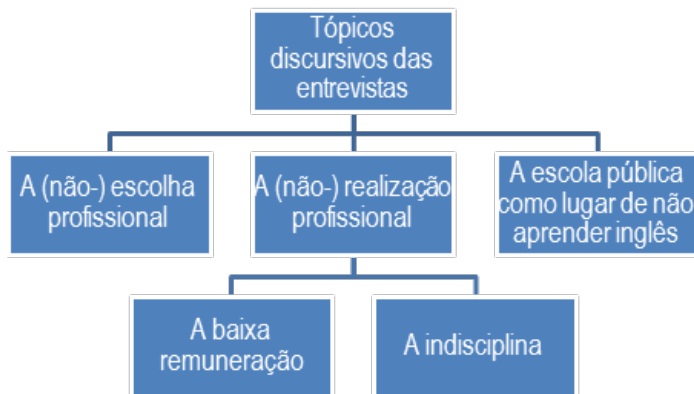 Tópicos
discursivos das
entrevistas
A (não-) escolha
profissional
A (não-) realização
profissional
A escola pública
como lugar de não
aprender inglês
A baixa
remuneração
A indisciplina